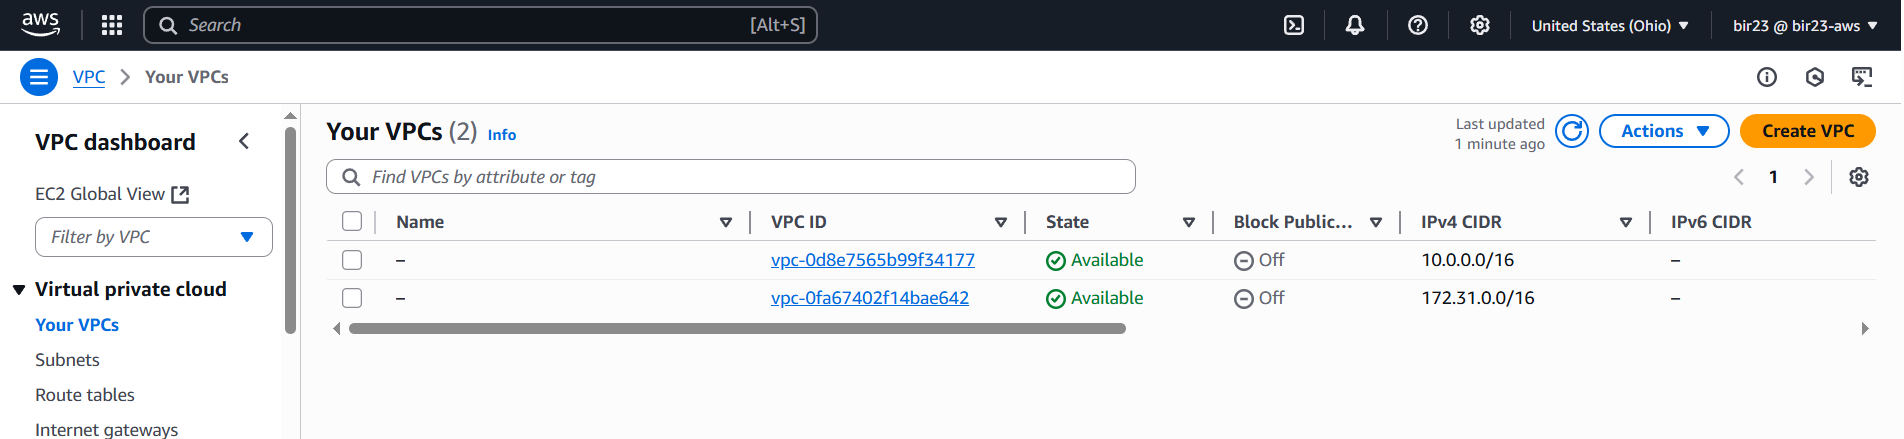 aws Search [Alt+S] United States (Ohio) bir23 @ bir23-aws
VPC Your VPCs
VPC dashboard
EC2 Global View
Filter by VPC
Virtual private cloud
Your VPCs
Subnets
Route tables
Internet gateways
Your VPCs (2) Info
Last updated
1 minute ago
Actions
Create VPC
Find VPCs by attribute or tag
1
Name VPC ID State Block Public... IPv4 CIDR IPv6 CIDR
– vpc-0d8e7565b99f34177 Available Off 10.0.0.0/16 –
– vpc-0fa67402f14bae642 Available Off 172.31.0.0/16 –